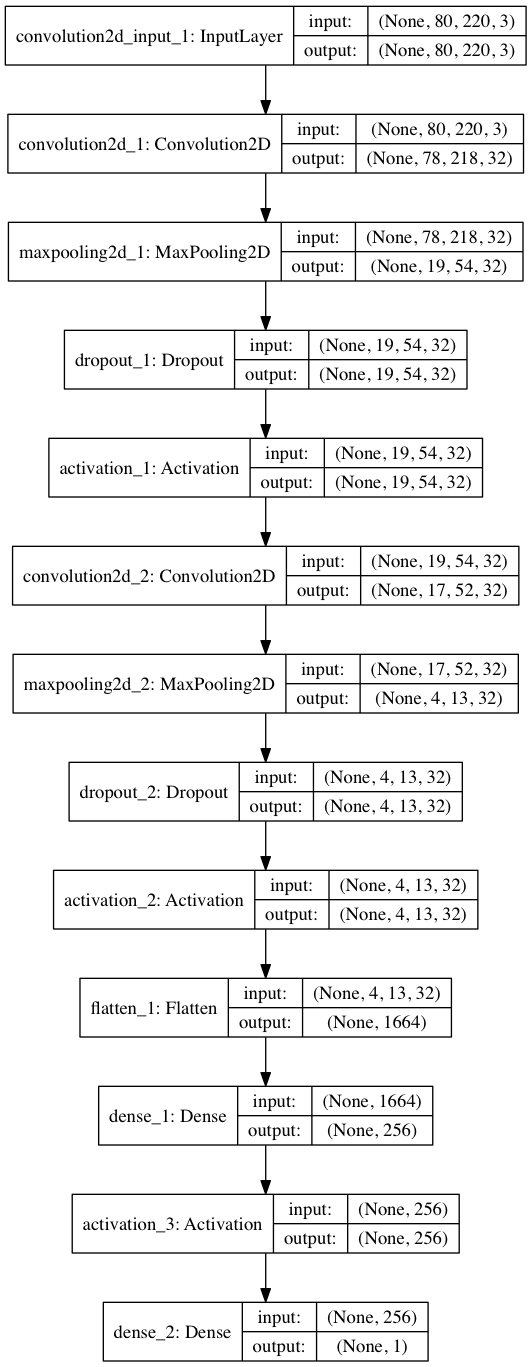 convolution2d_input_1: InputLayer input: (None, 80, 220, 3)
output: (None, 80, 220, 3)
convolution2d_1: Convolution2D input: (None, 80, 220, 3)
output: (None, 78, 218, 32)
maxpooling2d_1: MaxPooling2D input: (None, 78, 218, 32)
output: (None, 19, 54, 32)
dropout_1: Dropout input: (None, 19, 54, 32)
output: (None, 19, 54, 32)
activation_1: Activation input: (None, 19, 54, 32)
output: (None, 19, 54, 32)
convolution2d_2: Convolution2D input: (None, 19, 54, 32)
output: (None, 17, 52, 32)
maxpooling2d_2: MaxPooling2D input: (None, 17, 52, 32)
output: (None, 4, 13, 32)
dropout_2: Dropout input: (None, 4, 13, 32)
output: (None, 4, 13, 32)
activation_2: Activation input: (None, 4, 13, 32)
output: (None, 4, 13, 32)
flatten_1: Flatten input: (None, 4, 13, 32)
output: (None, 1664)
dense_1: Dense input: (None, 1664)
output: (None, 256)
activation_3: Activation input: (None, 256)
output: (None, 256)
dense_2: Dense input: (None, 256)
output: (None, 1)